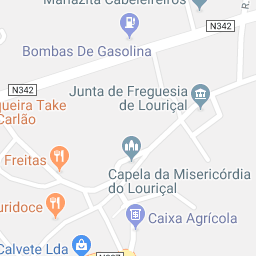 Mariazita Cabeleireiros
N342
Bombas De Gasolina
N342
Junta de Freguesia
de Louriçal
queira Take
Carlão
Freitas
Capela da Misericórdia
do Louriçal
uridoce
Caixa Agrícola
Calvete Lda